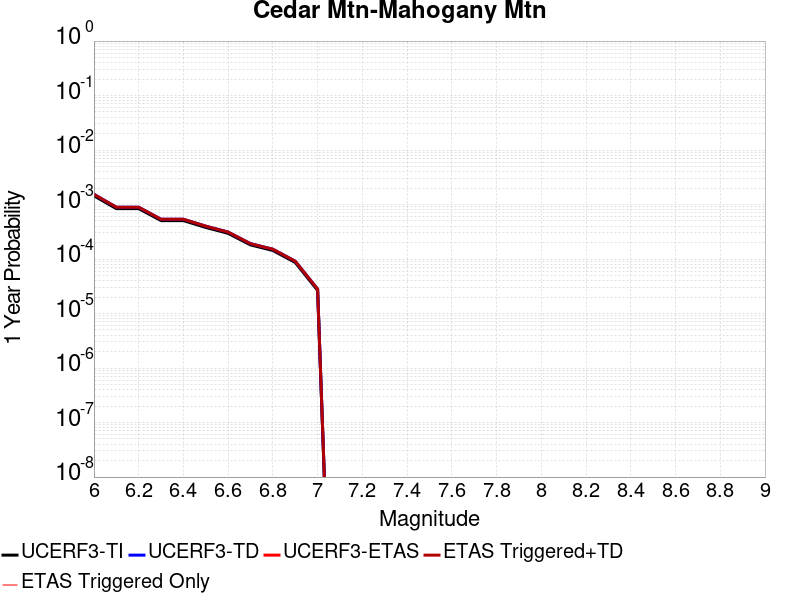 Cedar Mtn-Mahogany Mtn
10^0
10^-1
10^-2
10^-3
10^-4
10^-5
10^-6
10^-7
10^-8
1 Year Probability
6 6.2 6.4 6.6 6.8 7 7.2 7.4 7.6 7.8 8 8.2 8.4 8.6 8.8 9
Magnitude
UCERF3-TI UCERF3-TD UCERF3-ETAS ETAS Triggered+TD
ETAS Triggered Only